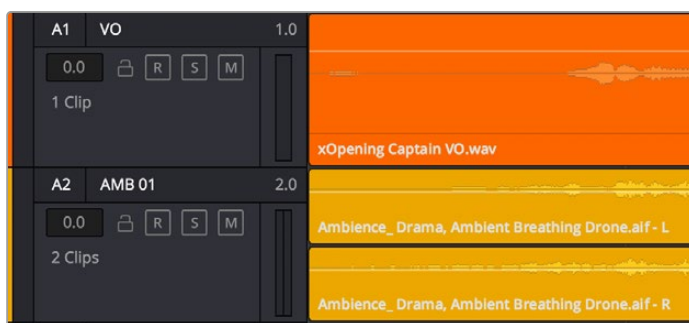 A1 VO 1.0
0.0 R S M
1 Clip
xOpening Captain VO.wav
A2 AMB 01 2.0
0.0 R S M
Ambience_ Drama, Ambient Breathing Drone.aif - L
2 Clips
Ambience_ Drama, Ambient Breathing Drone.aif - R